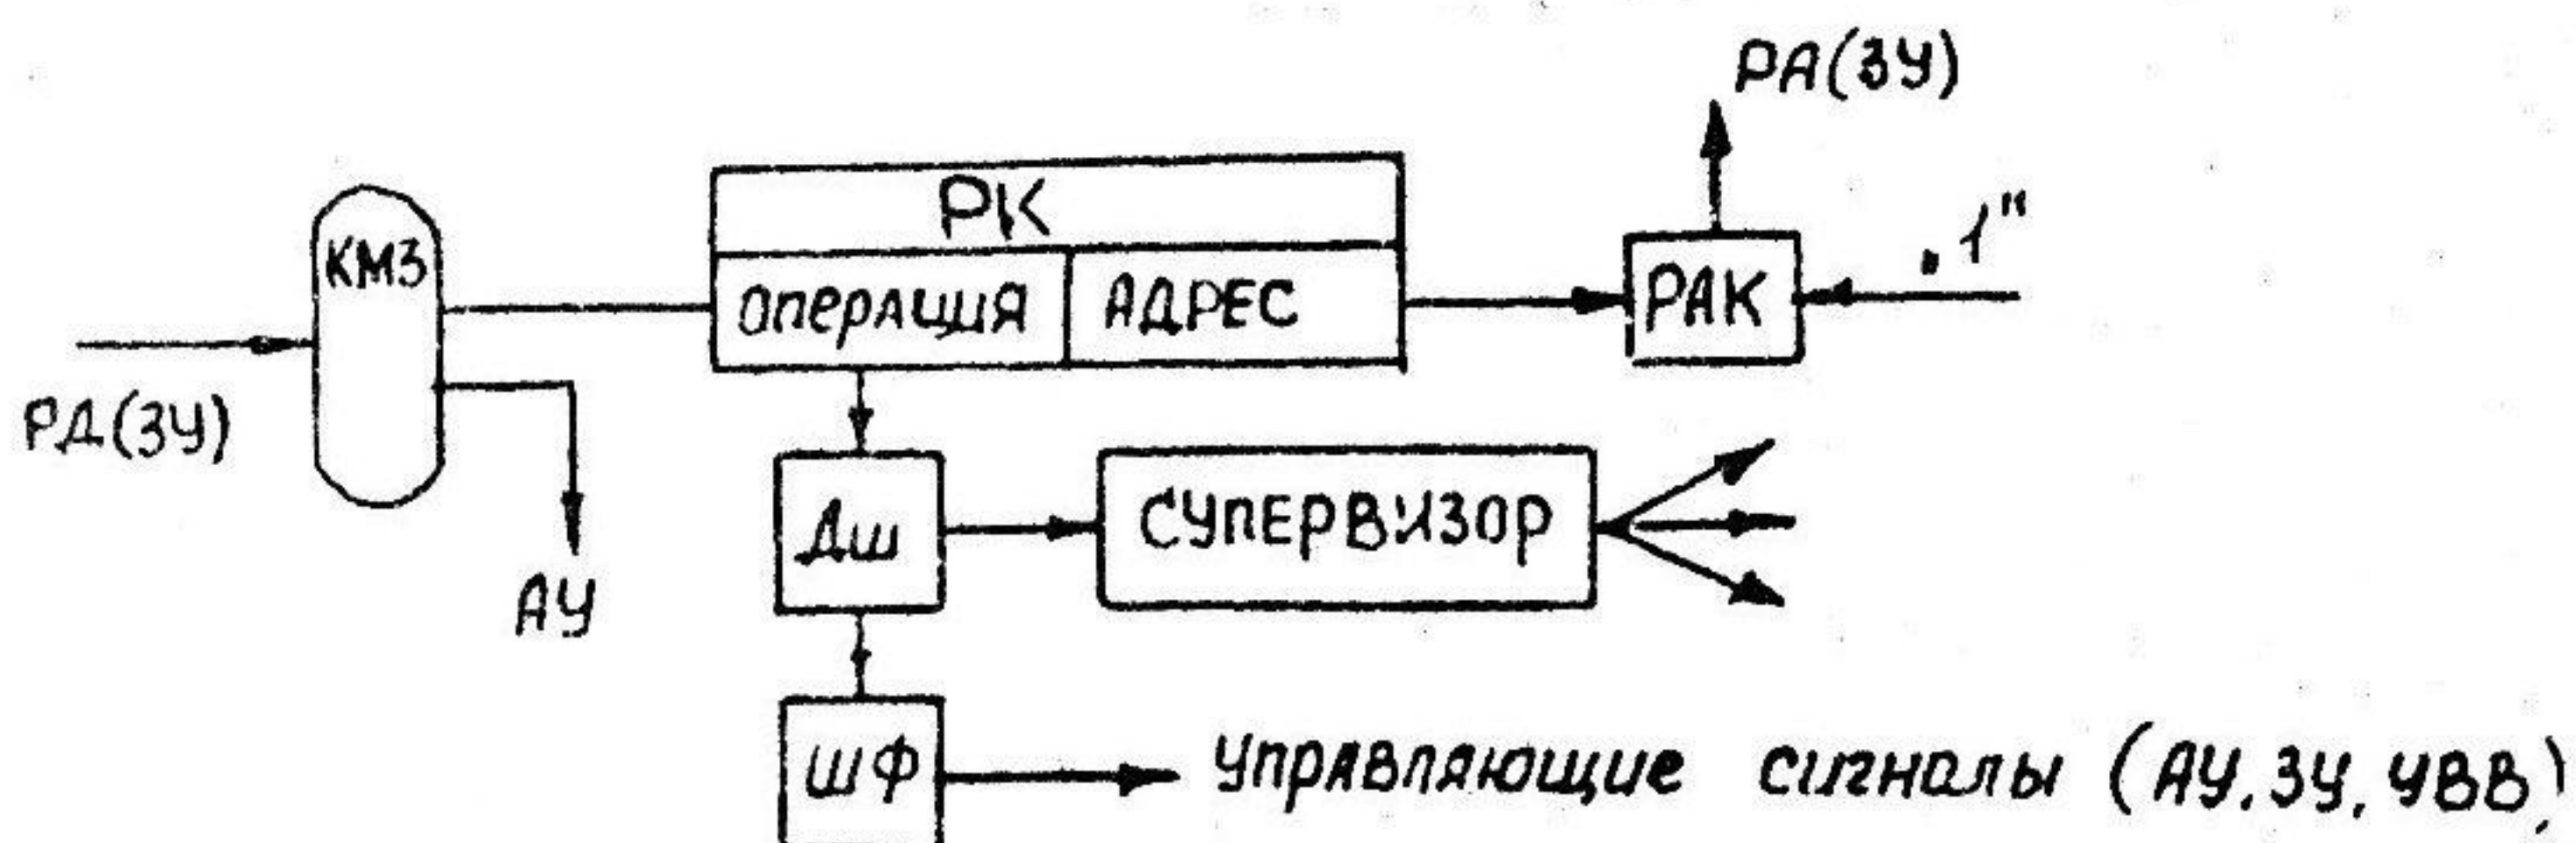 РА(ЗУ)
РК
КМЗ
„1"
ОПЕРАЦИЯ АДРЕС
РАК
РД(ЗУ)
ДШ
СУПЕРВИЗОР
АУ
ШФ
Управляющие сигналы (АУ, ЗУ, УВВ)